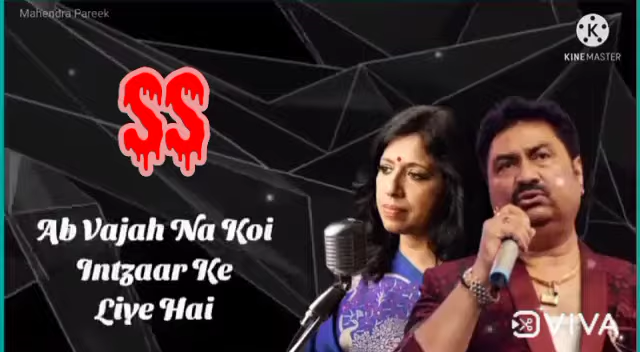 Mahendra Pareek
K
KINEMASTER
SS
Ab Vajah Na Koi
Intzaar Ke
Liye Hai
VIVA